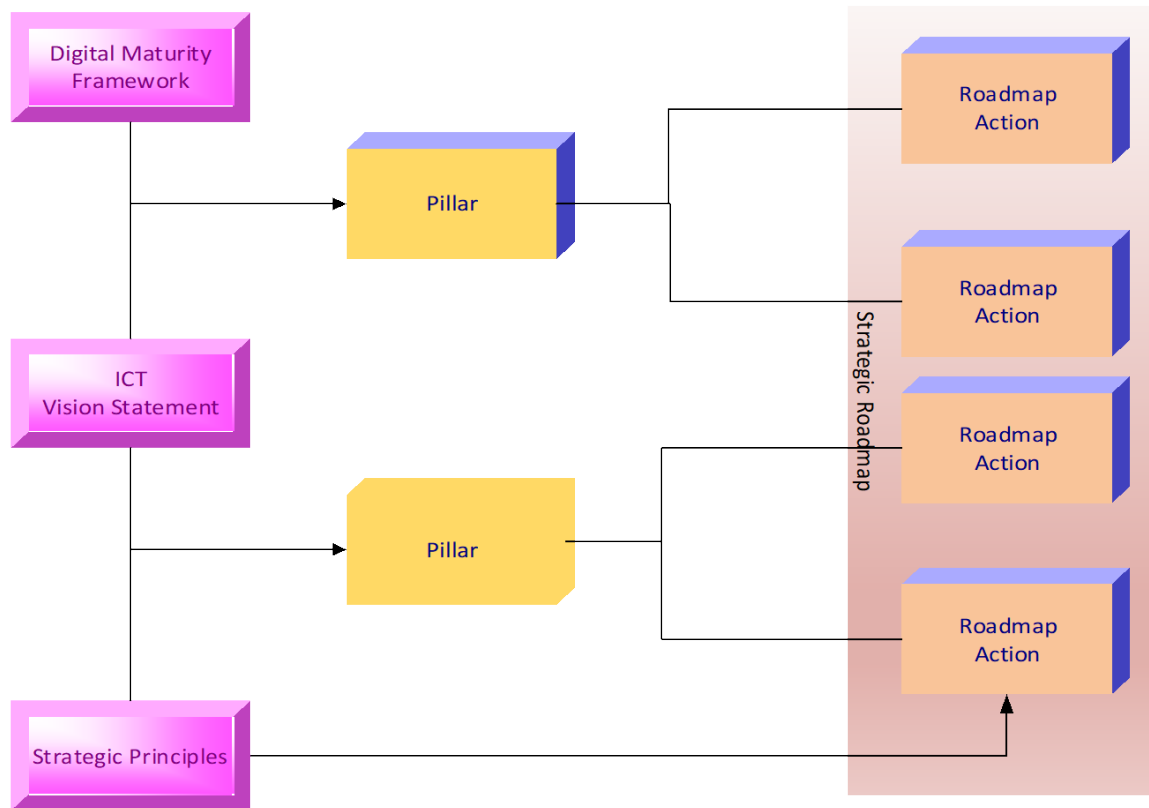 Digital Maturity
Framework
Roadmap
Action
Pillar
Roadmap
Action
Strategic Roadmap
ICT
Vision Statement
Roadmap
Action
Pillar
Roadmap
Action
Strategic Principles